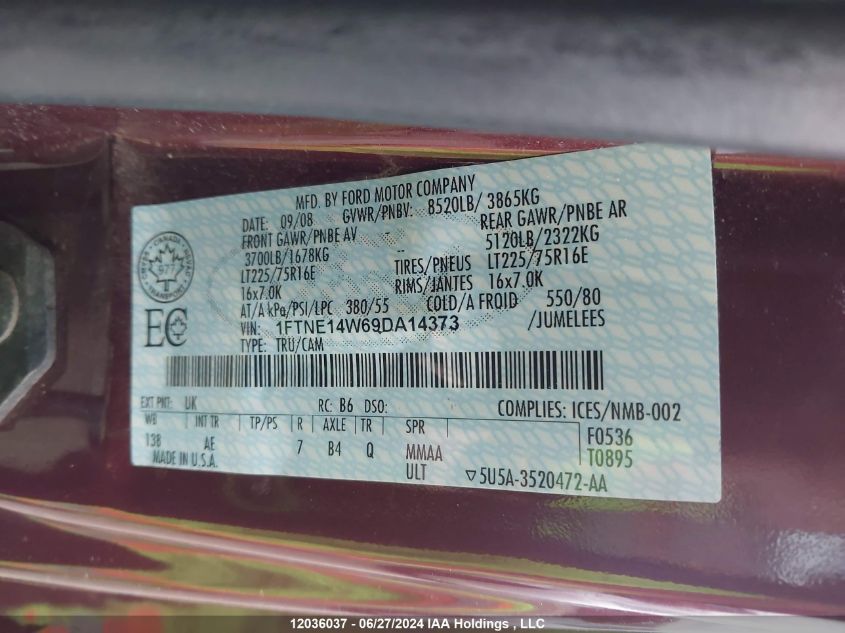 MFD. BY FORD MOTOR COMPANY
DATE: 09/08 GVWR/PNBV: 8520LB/ 3865KG
FRONT GAWR/PNBE AV - REAR GAWR/PNBE AR
3700LB/1678KG -- 5120LB/2322KG
LT225/75R16E TIRES/PNEUS LT225/75R16E
16x7.0K RIMS/JANTES 16x7.0K
AT/A kPa/PSI/LPC 380/55 COLD/A FROID 550/80
VIN: 1FTNE14W69DA14373 /JUMELEES
TYPE: TRU/CAM
CANADA
977
TRANSPORT
EC
EXT PNT: UK RC: B6 DSO: COMPLIES: ICES/NMB-002
WB INT TR TP/PS R AXLE TR SPR F0536
138 AE 7 B4 Q MMAA T0895
MADE IN U.S.A. ULT ▽5U5A-3520472-AA
12036037 - 06/27/2024 IAA Holdings , LLC